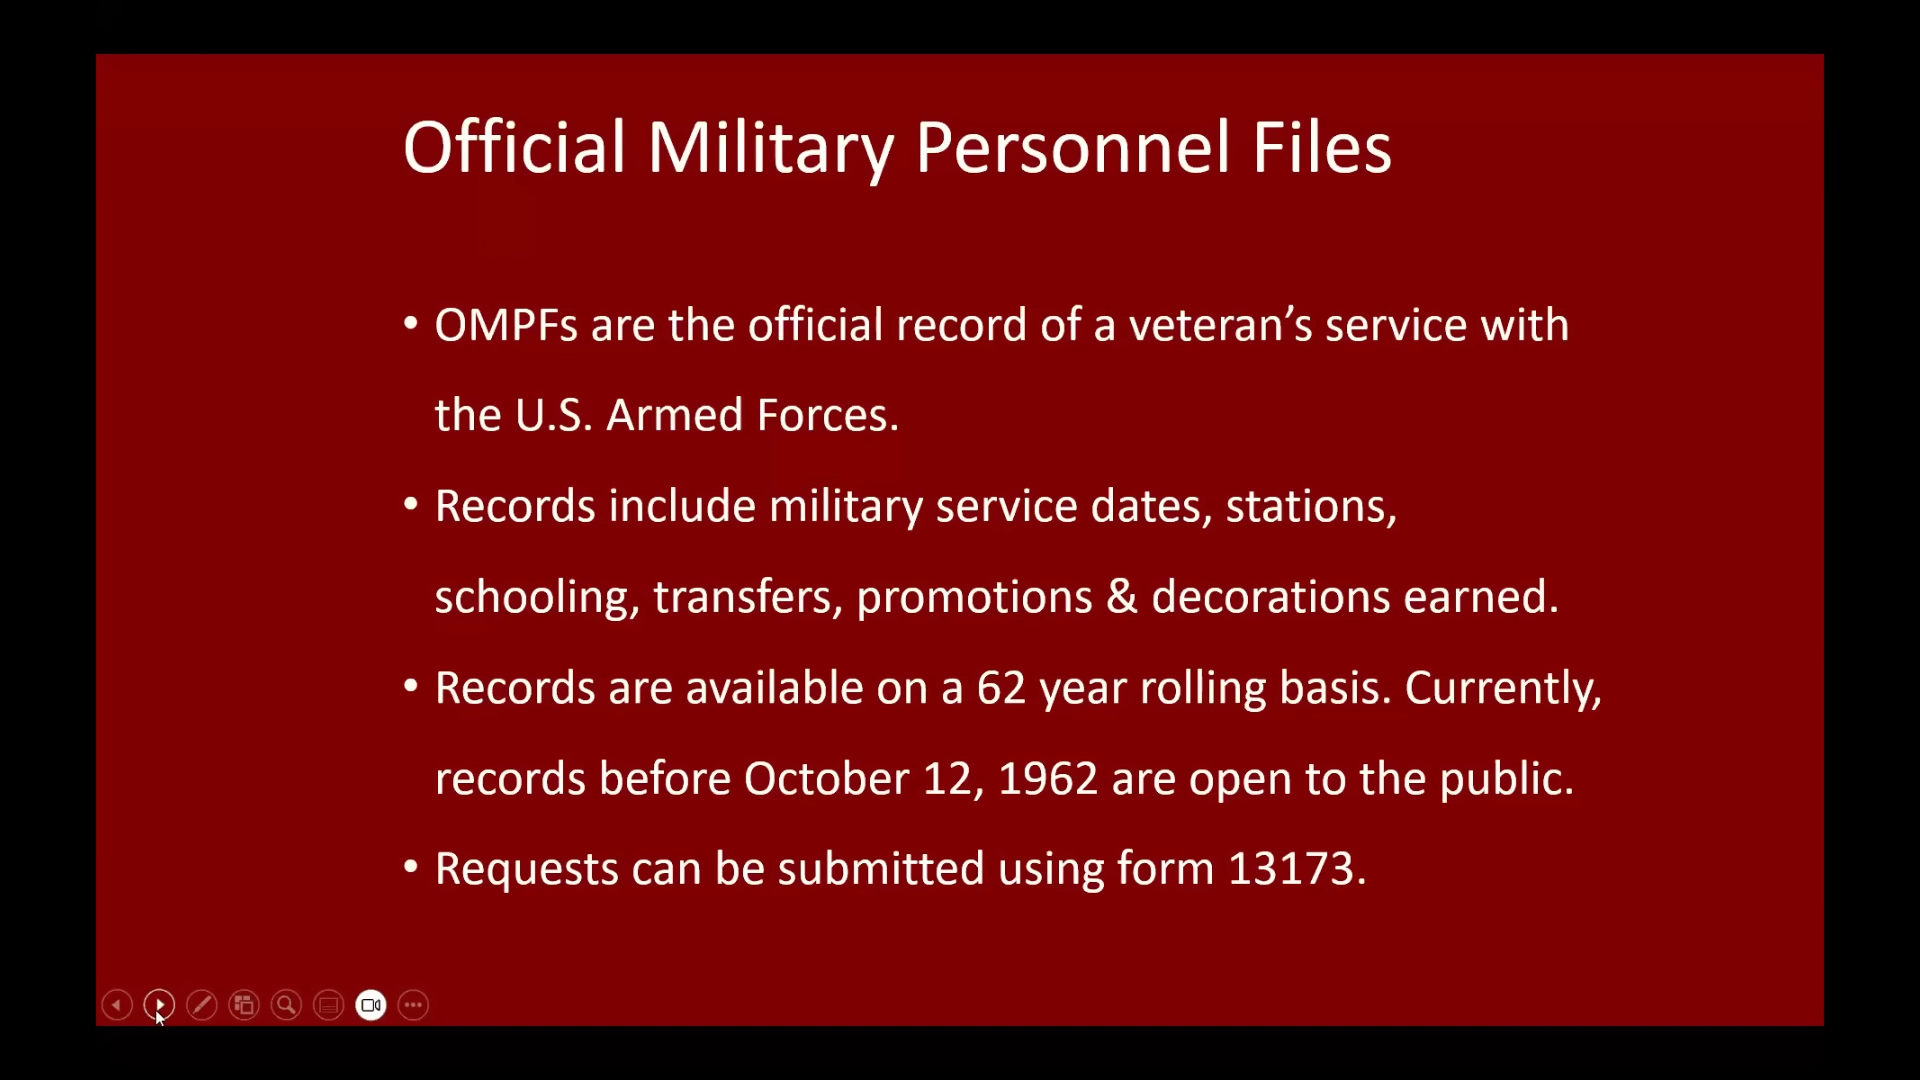 Official Military Personnel Files
• OMPFs are the official record of a veteran’s service with
the U.S. Armed Forces.
• Records include military service dates, stations,
schooling, transfers, promotions & decorations earned.
• Records are available on a 62 year rolling basis. Currently,
records before October 12, 1962 are open to the public.
• Requests can be submitted using form 13173.